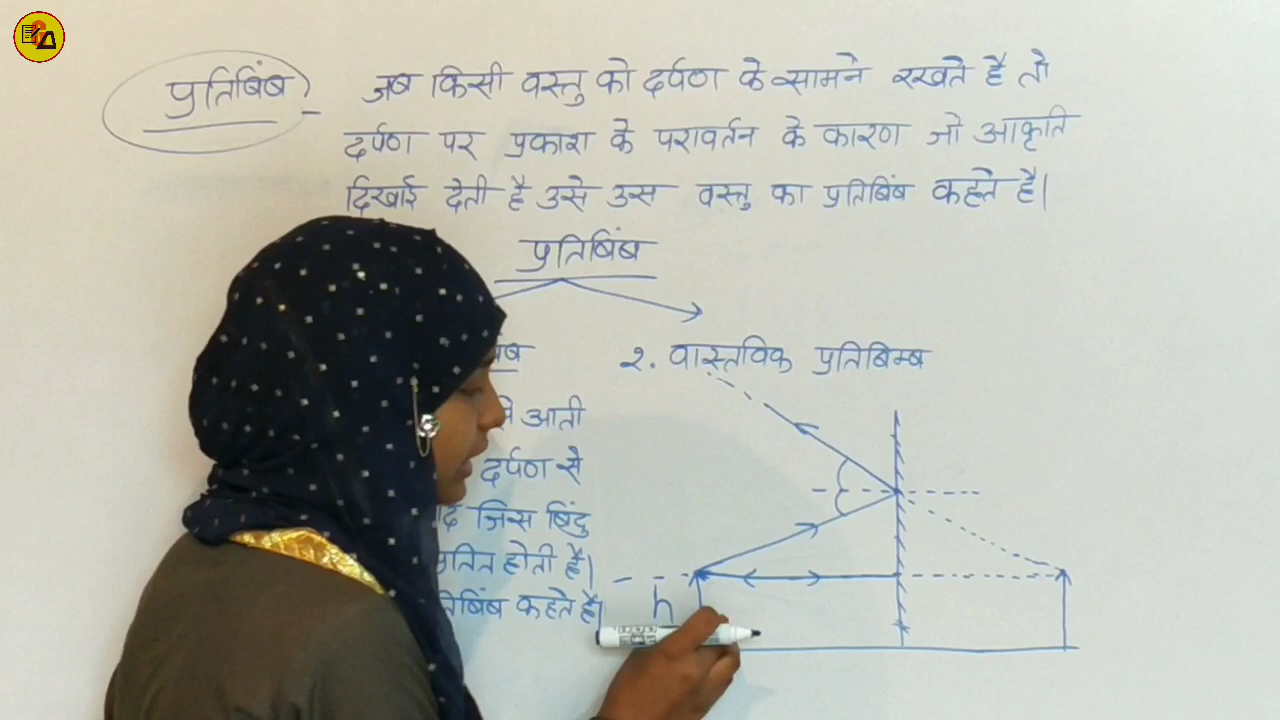 प्रतिबिंब :- जब किसी वस्तु को दर्पण के सामने रखते है तो
दर्पण पर प्रकाश के परावर्तन के कारण जो आकृति
दिखाई देती है उसे उस वस्तु का प्रतिबिंब कहते है।
प्रतिबिंब
२. वास्तविक प्रतिबिम्ब
आती
दर्पण से
जिस बिंदु
होती है।
कहते है।
h